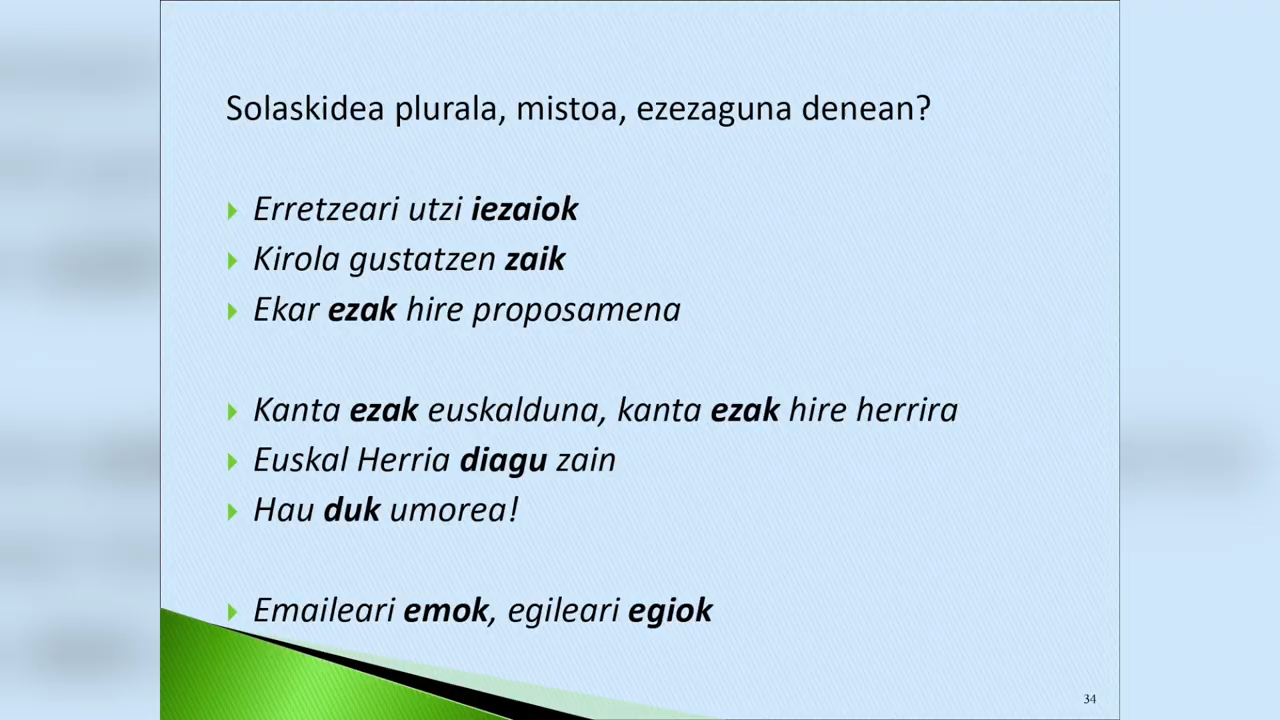 Solaskidea plurala, mistoa, ezezaguna denean?
Erretzeari utzi iezaiok
Kirola gustatzen zaik
Ekar ezak hire proposamena
Kanta ezak euskalduna, kanta ezak hire herrira
Euskal Herria diagu zain
Hau duk umorea!
Emaileari emok, egileari egiok
34